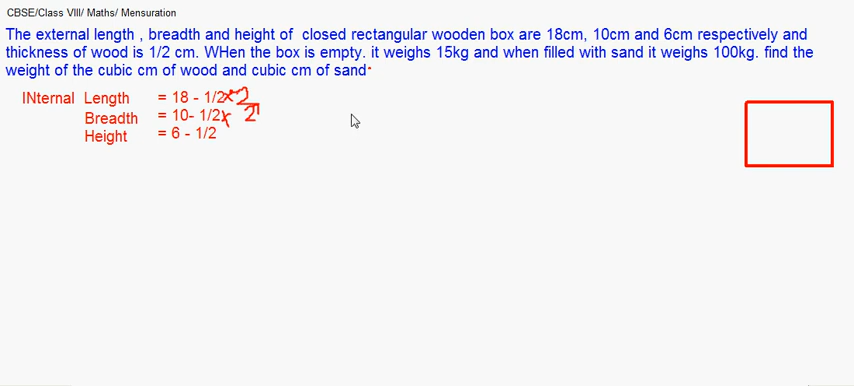 CBSE/Class VIII/ Maths/ Mensuration
The external length , breadth and height of closed rectangular wooden box are 18cm, 10cm and 6cm respectively and
thickness of wood is 1/2 cm. WHen the box is empty. it weighs 15kg and when filled with sand it weighs 100kg. find the
weight of the cubic cm of wood and cubic cm of sand
INternal Length = 18 - 1/2 x 2
Breadth = 10- 1/2 x 2
Height = 6 - 1/2